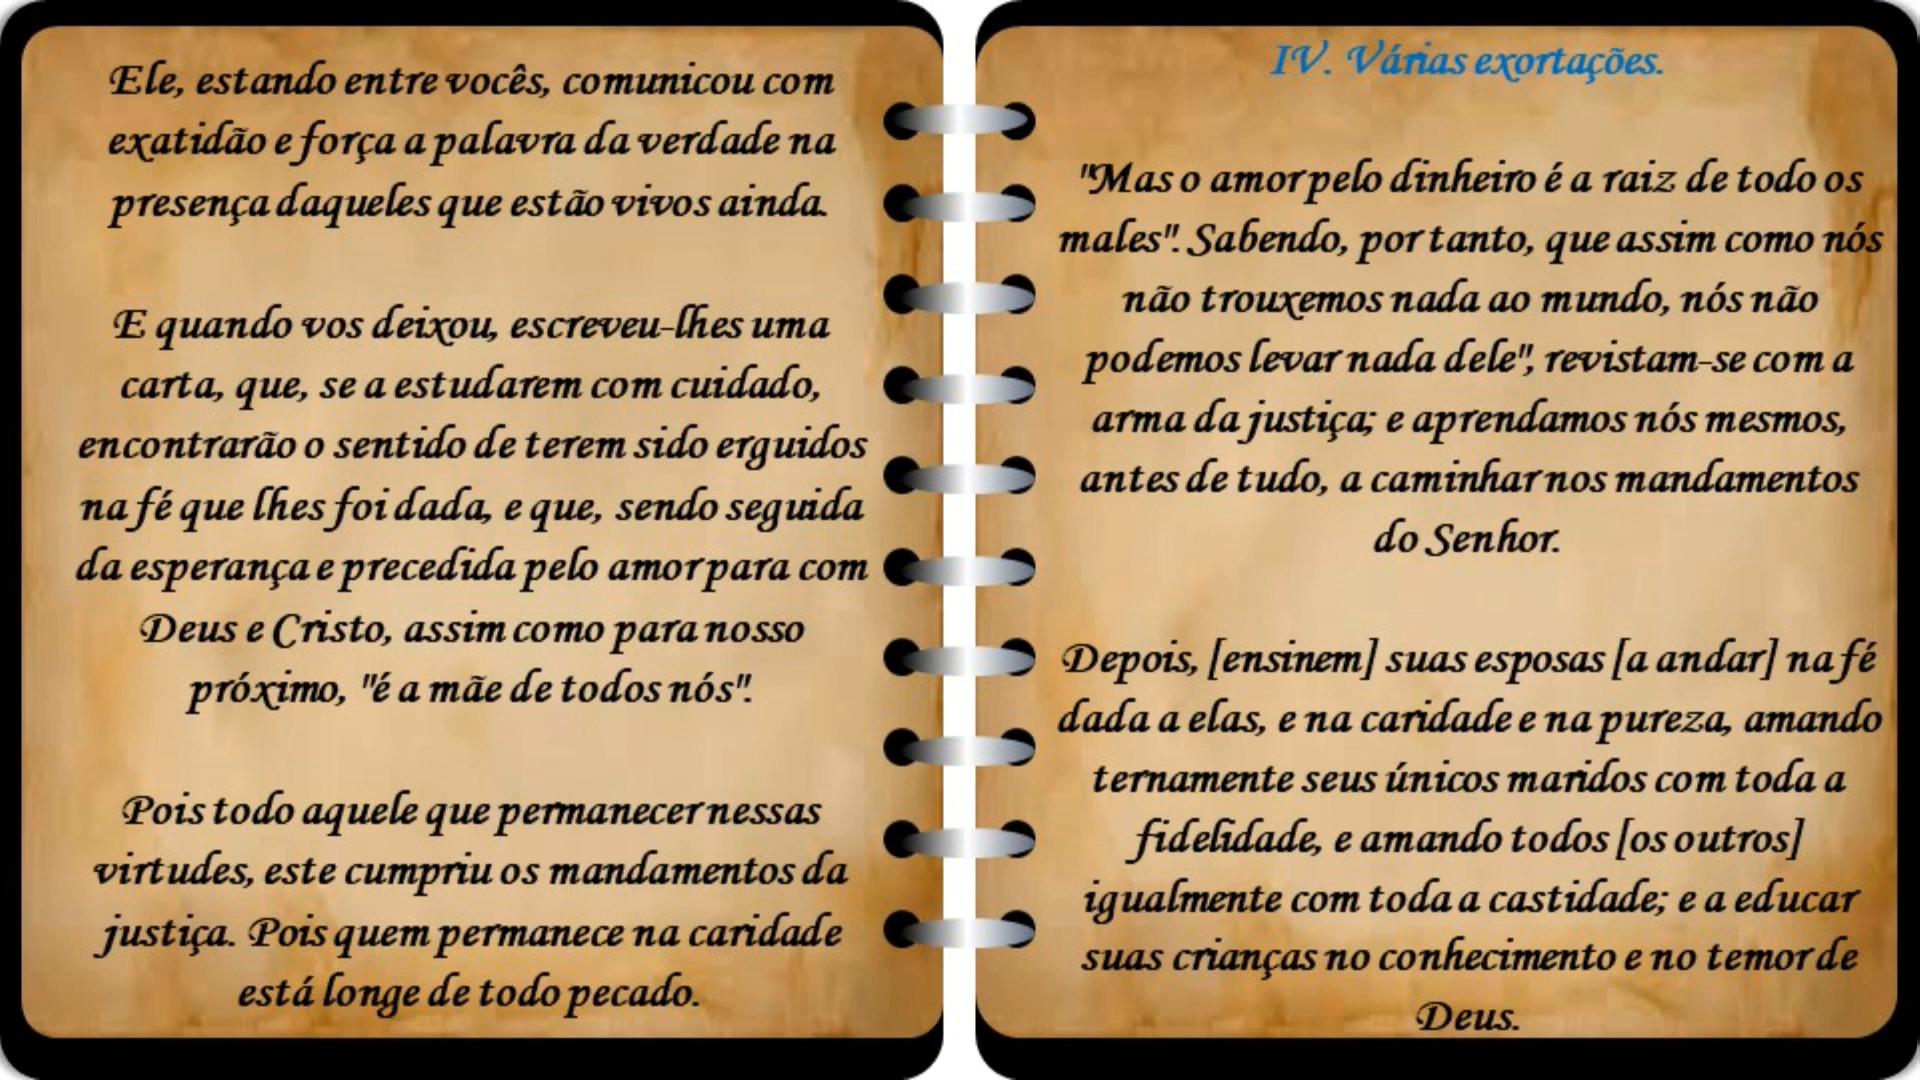 Ele, estando entre vocês, comunicou com
exatidão e força a palavra da verdade na
presença daqueles que estão vivos ainda.
E quando vos deixou, escreveu-lhes uma
carta, que, se a estudarem com cuidado,
encontrarão o sentido de terem sido erguidos
na fé que lhes foi dada, e que, sendo seguida
da esperança e precedida pelo amor para com
Deus e Cristo, assim como para nosso
próximo, "é a mãe de todos nós".
Pois todo aquele que permanecer nessas
virtudes, este cumpriu os mandamentos da
justiça. Pois quem permanece na caridade
está longe de todo pecado.
IV. Várias exortações.
"Mas o amor pelo dinheiro é a raiz de todo os
males". Sabendo, por tanto, que assim como nós
não trouxemos nada ao mundo, nós não
podemos levar nada dele", revistam-se com a
arma da justiça; e aprendamos nós mesmos,
antes de tudo, a caminhar nos mandamentos
do Senhor.
Depois, [ensinem] suas esposas [a andar] na fé
dada a elas, e na caridade e na pureza, amando
ternamente seus únicos maridos com toda a
fidelidade, e amando todos [os outros]
igualmente com toda a castidade; e a educar
suas crianças no conhecimento e no temor de
Deus.